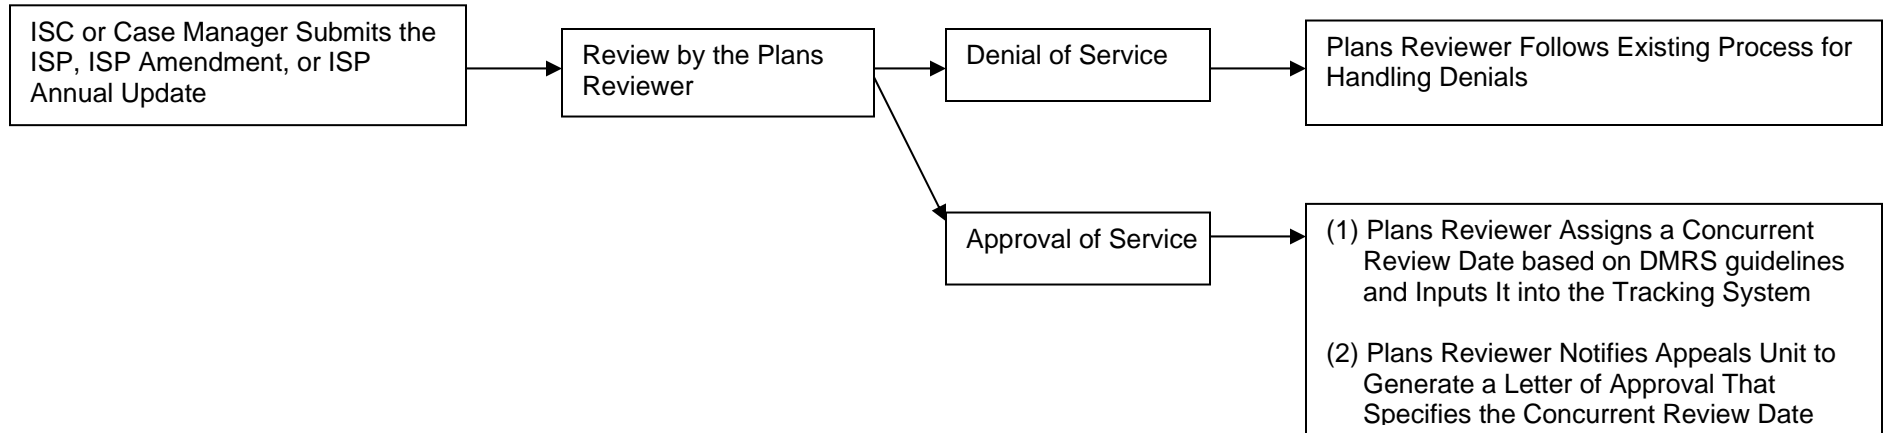 ISC or Case Manager Submits the
ISP, ISP Amendment, or ISP
Annual Update
Review by the Plans
Reviewer
Denial of Service
Plans Reviewer Follows Existing Process for
Handling Denials
Approval of Service
(1) Plans Reviewer Assigns a Concurrent
Review Date based on DMRS guidelines
and Inputs It into the Tracking System
(2) Plans Reviewer Notifies Appeals Unit to
Generate a Letter of Approval That
Specifies the Concurrent Review Date